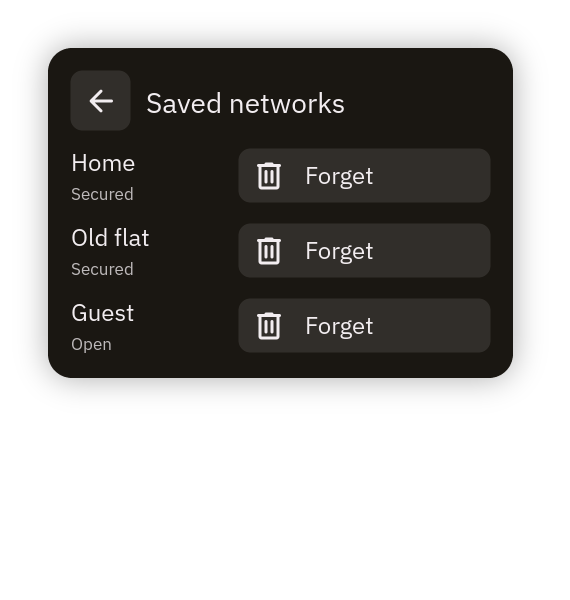 Saved networks
Home
Secured
Forget
Old flat
Secured
Forget
Guest
Open
Forget